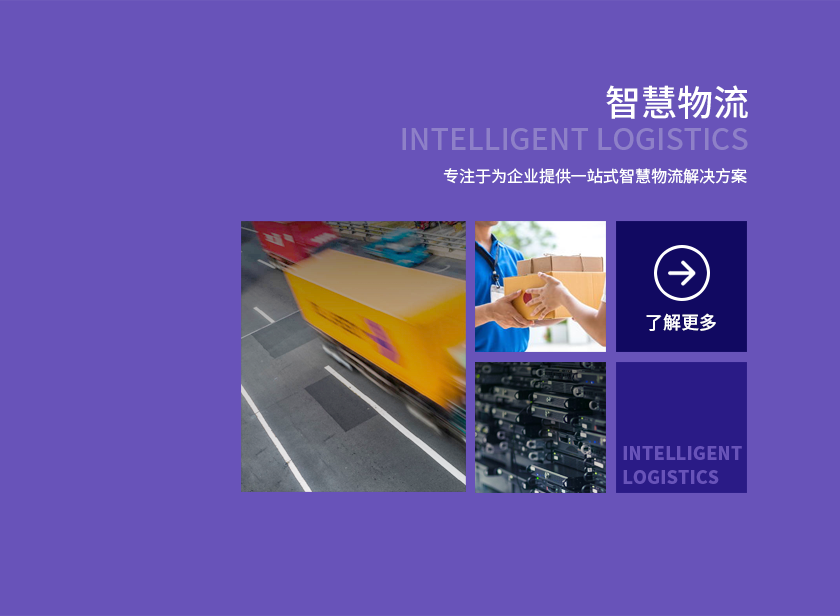 智慧物流
INTELLIGENT LOGISTICS
专注于为企业提供一站式智慧物流解决方案
了解更多
INTELLIGENT
LOGISTICS